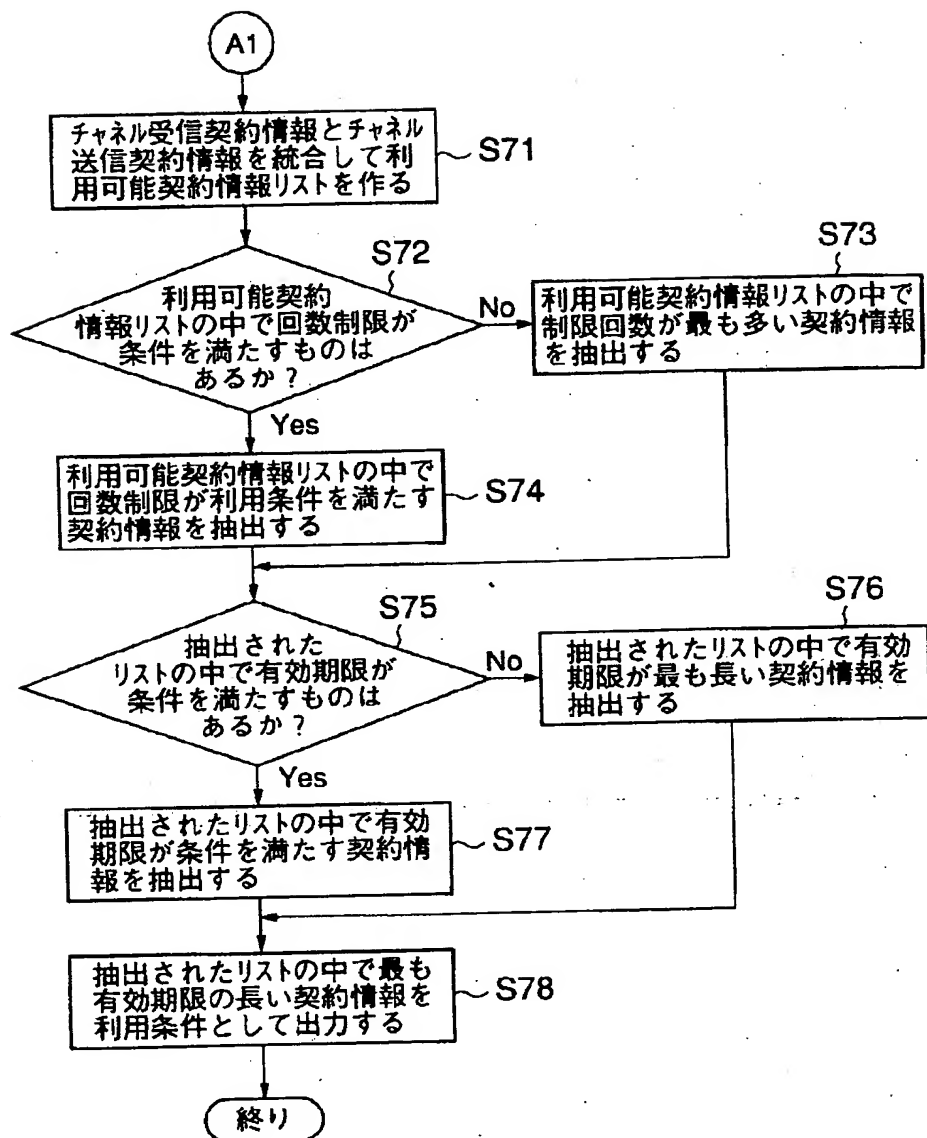 A1
チャネル受信契約情報とチャネル
送信契約情報を統合して利
用可能契約情報リストを作る
S71
S72
利用可能契約
情報リストの中で回数制限が
条件を満たすものは
あるか?
No
Yes
S73
利用可能契約情報リストの中で
制限回数が最も多い契約情報
を抽出する
利用可能契約情報リストの中で
回数制限が利用条件を満たす
契約情報を抽出する
S74
S75
抽出された
リストの中で有効期限が
条件を満たすものは
あるか?
No
Yes
S76
抽出されたリストの中で有効
期限が最も長い契約情報を
抽出する
抽出されたリストの中で有効
期限が条件を満たす契約情
報を抽出する
S77
抽出されたリストの中で最も
有効期限の長い契約情報を
利用条件として出力する
S78
終り